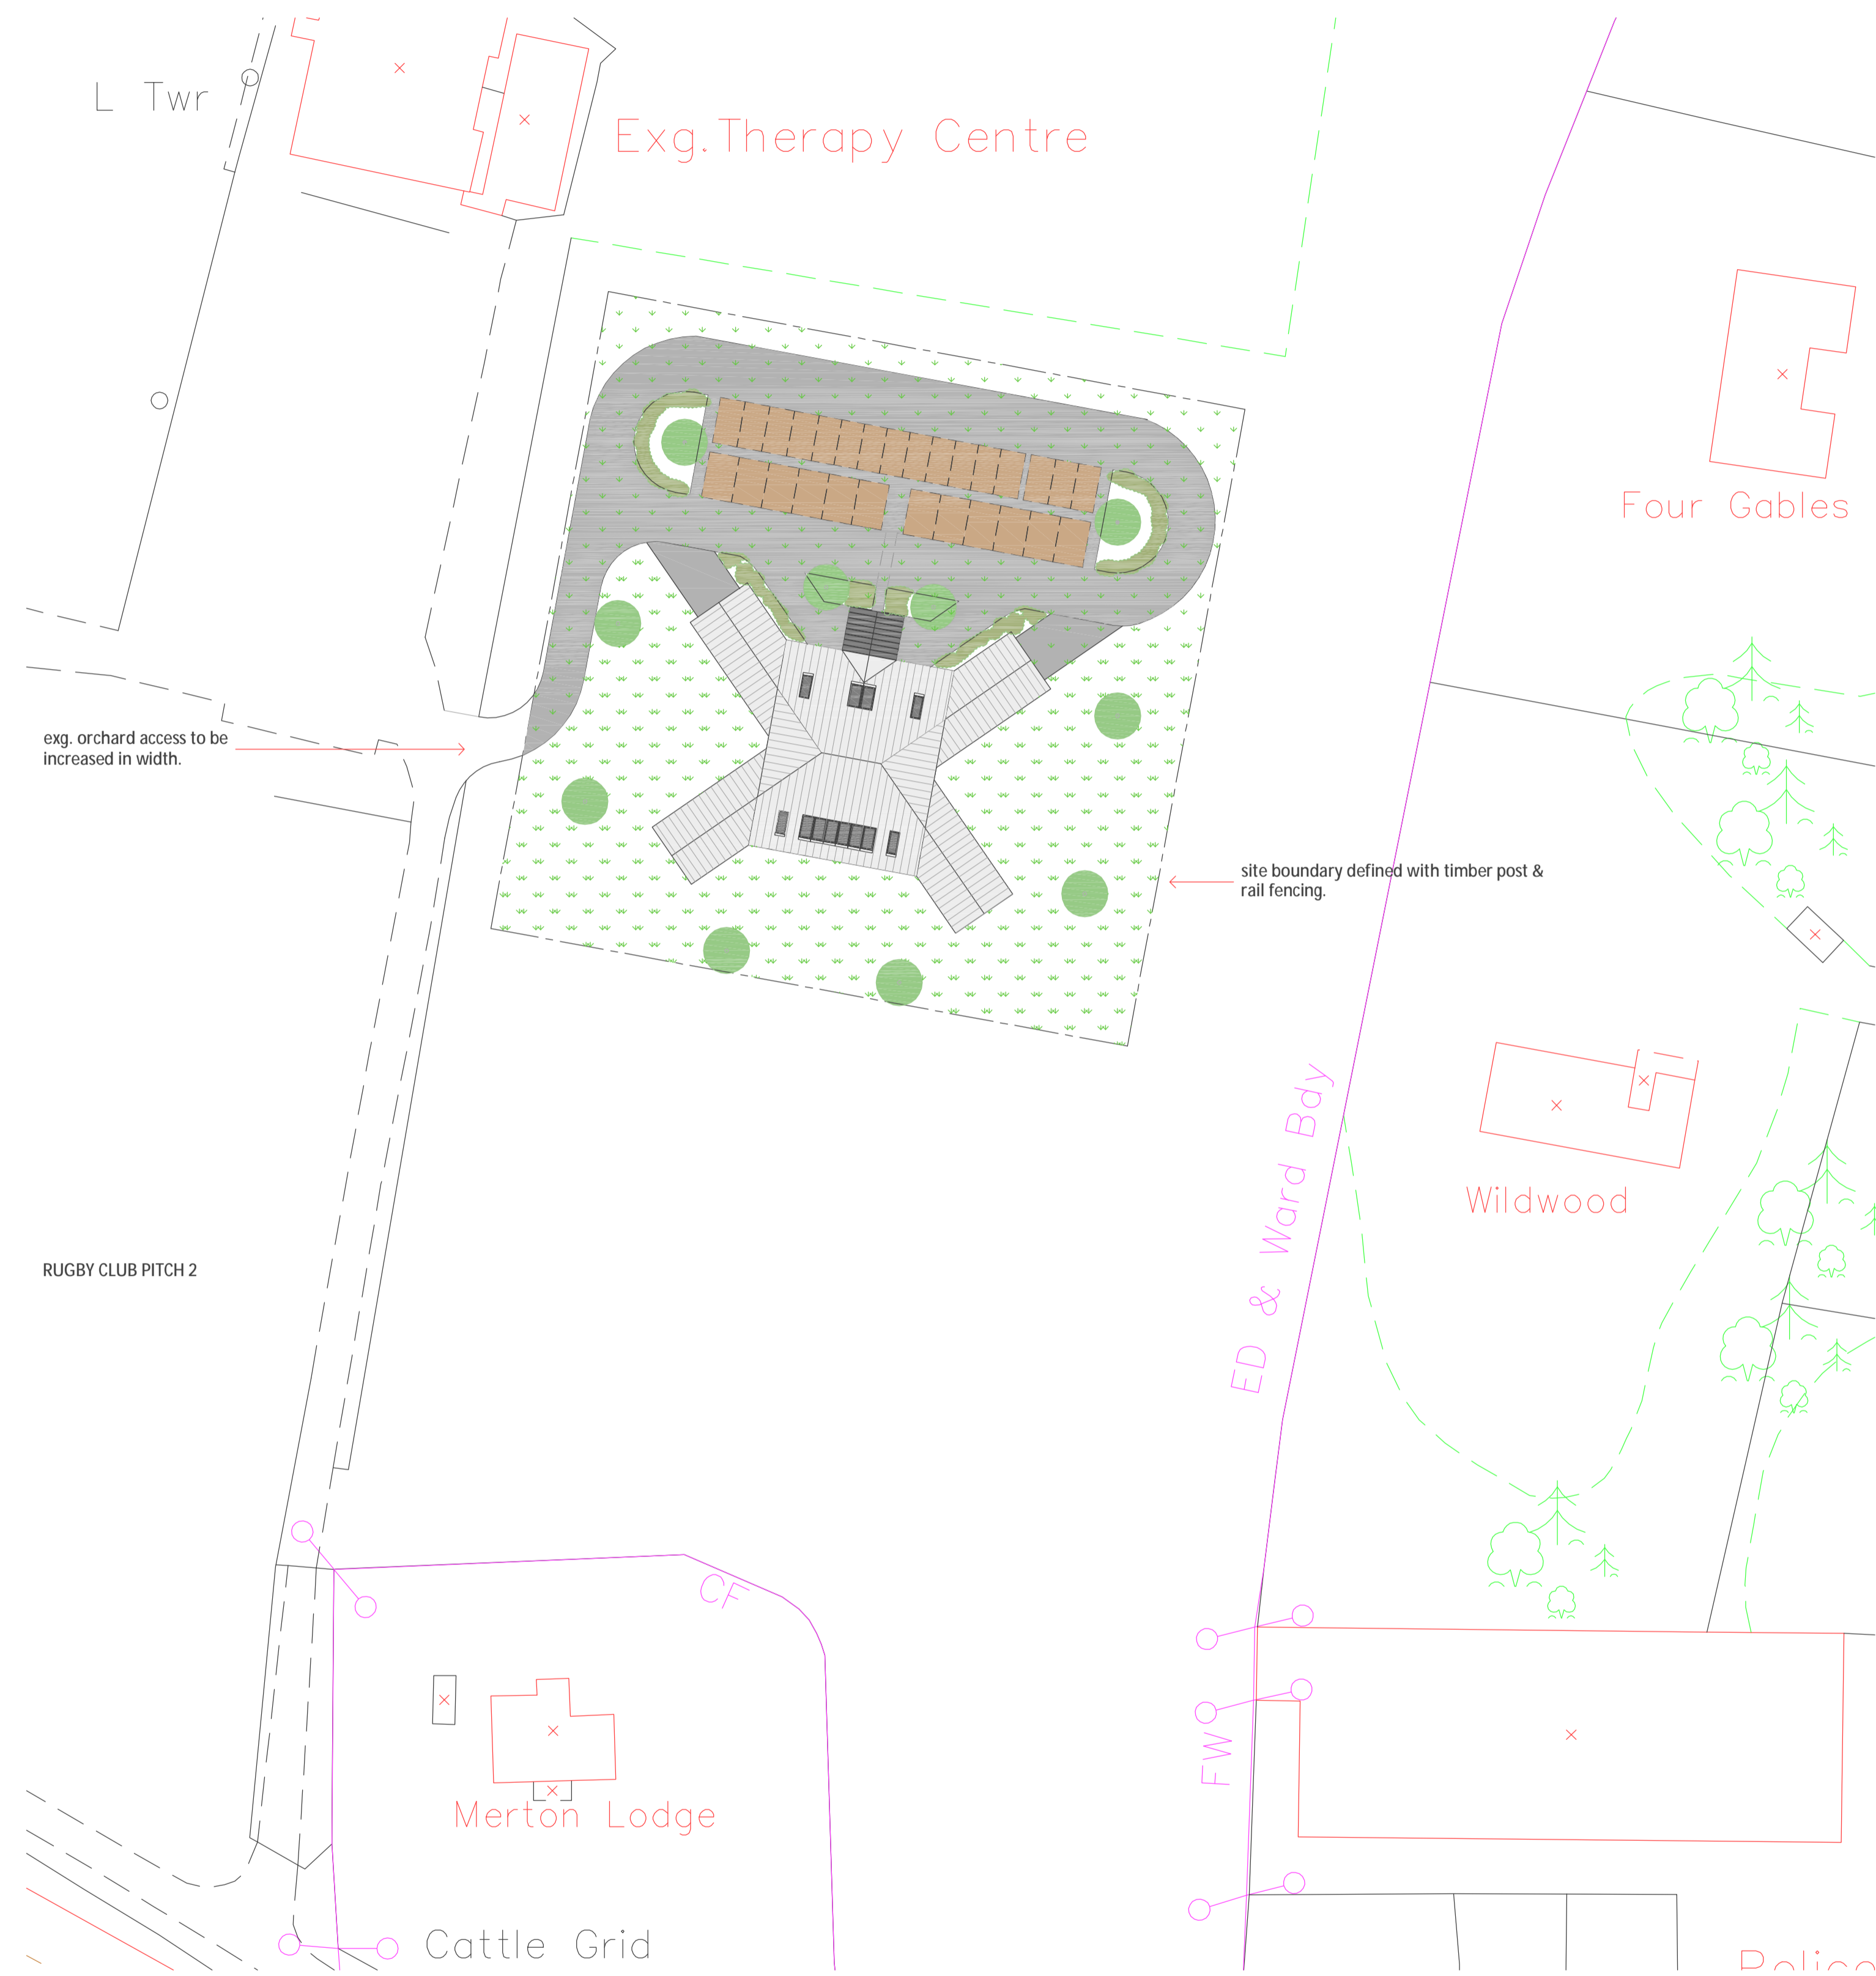 L Twr
Exg.Therapy Centre
Four Gables
exg. orchard access to be
increased in width.
site boundary defined with timber post &
rail fencing.
ED & Ward Bdy
Wildwood
RUGBY CLUB PITCH 2
CF
FW
Merton Lodge
Cattle Grid